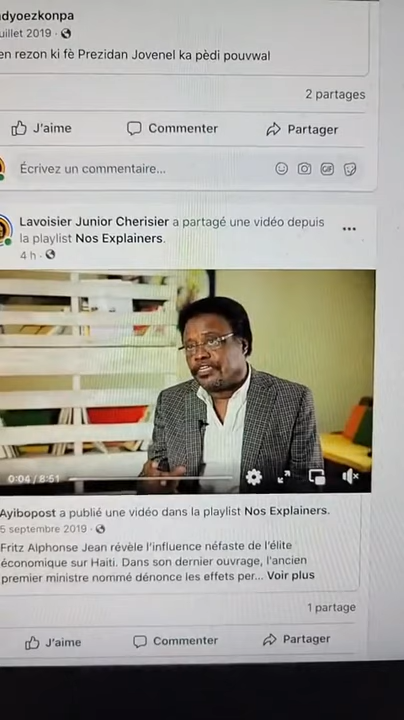 dyoezkonpa
uillet 2019 ·
en rezon ki fè Prezidan Jovenel ka pèdi pouvwal
2 partages
J'aime Commenter Partager
Écrivez un commentaire...
GIF
Lavoisier Junior Cherisier a partagé une vidéo depuis
la playlist Nos Explainers.
4 h ·
0:04 / 8:51
Ayibopost a publié une vidéo dans la playlist Nos Explainers.
5 septembre 2019 ·
Fritz Alphonse Jean révèle l'influence néfaste de l'élite
économique sur Haiti. Dans son dernier ouvrage, l'ancien
premier ministre nommé dénonce les effets per... Voir plus
1 partage
J'aime Commenter Partager